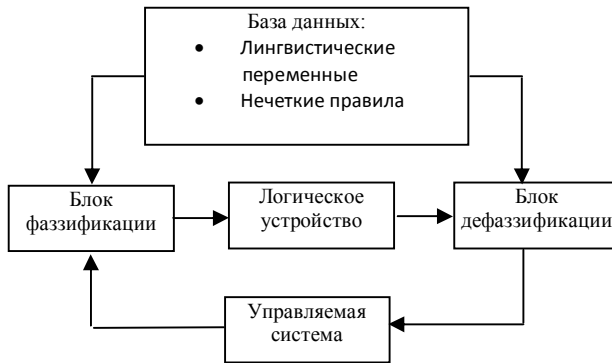 База данных:
• Лингвистические
переменные
• Нечеткие правила
Блок
фаззификации
Логическое
устройство
Блок
дефаззификации
Управляемая
система